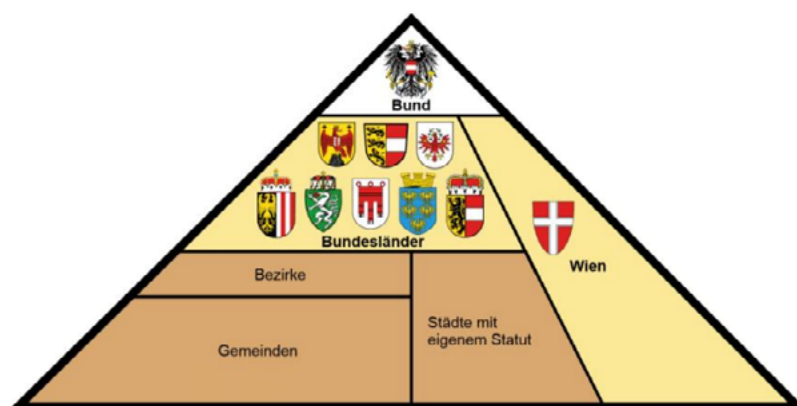 Bund
Bundesländer
Wien
Bezirke
Städte mit
eigenem Statut
Gemeinden